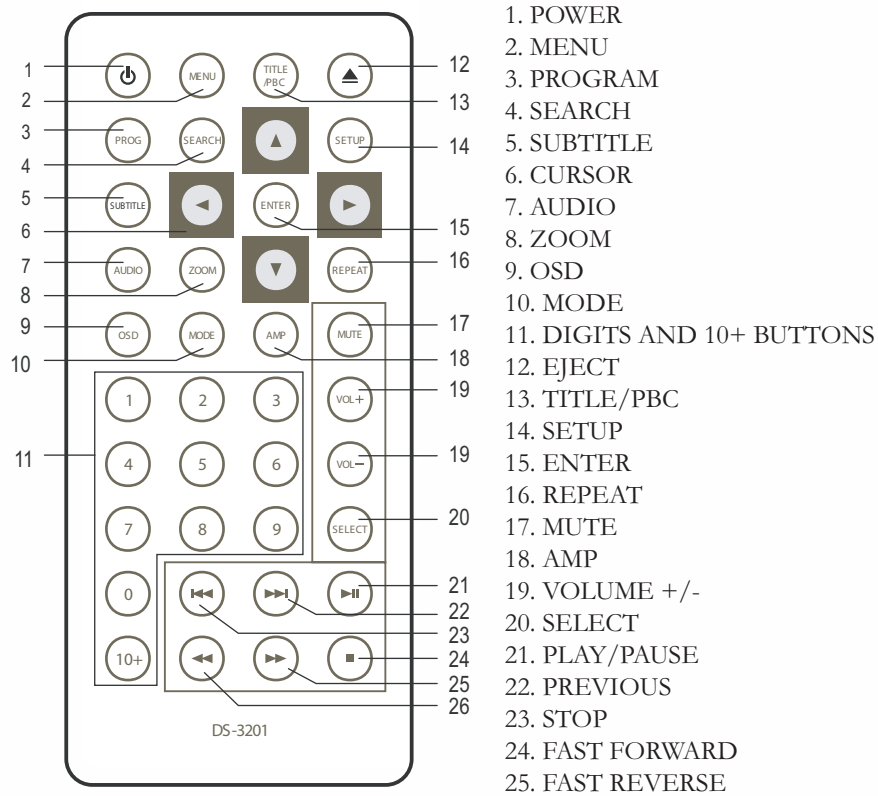 1
2
3
4
5
6
7
8
9
10
11
MENU
TITLE
/PBC
PROG
SEARCH
SETUP
SUBTITLE
ENTER
AUDIO
ZOOM
REPEAT
OSD
MODE
AMP
MUTE
1
2
3
VOL+
4
5
6
VOL-
7
8
9
SELECT
0
10+
DS-3201
12
13
14
15
16
17
18
19
19
20
21
22
23
24
25
26
1. POWER
2. MENU
3. PROGRAM
4. SEARCH
5. SUBTITLE
6. CURSOR
7. AUDIO
8. ZOOM
9. OSD
10. MODE
11. DIGITS AND 10+ BUTTONS
12. EJECT
13. TITLE/PBC
14. SETUP
15. ENTER
16. REPEAT
17. MUTE
18. AMP
19. VOLUME +/-
20. SELECT
21. PLAY/PAUSE
22. PREVIOUS
23. STOP
24. FAST FORWARD
25. FAST REVERSE